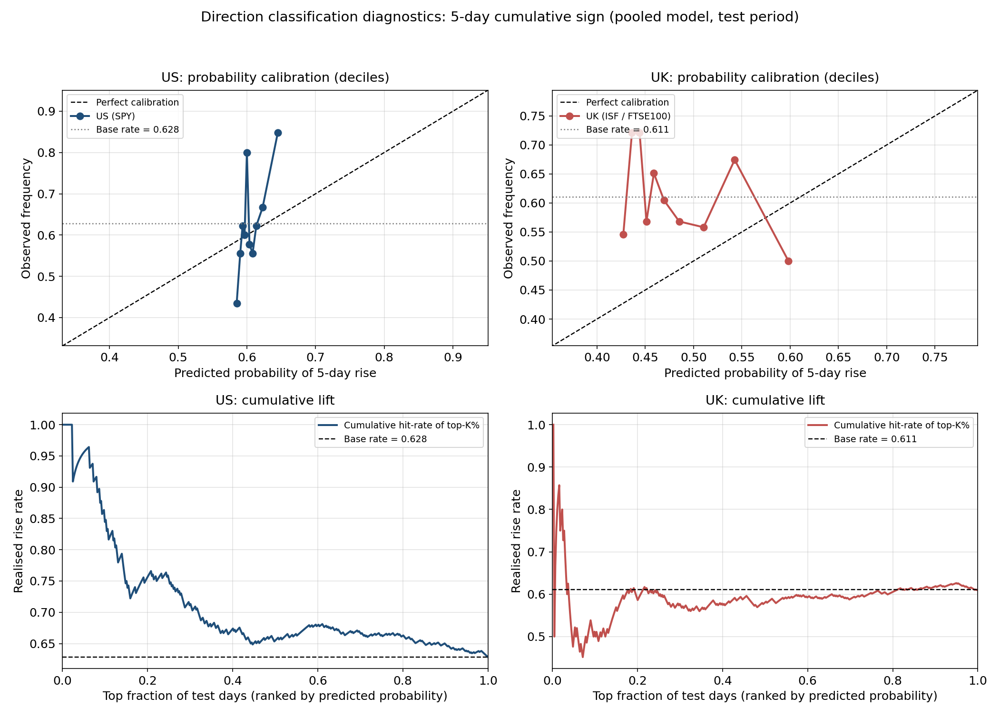 Direction classification diagnostics: 5-day cumulative sign (pooled model, test period)
US: probability calibration (deciles)
Perfect calibration
US (SPY)
Base rate = 0.628
0.9
0.8
0.7
0.6
0.5
0.4
Observed frequency
0.4 0.5 0.6 0.7 0.8 0.9
Predicted probability of 5-day rise
UK: probability calibration (deciles)
Perfect calibration
UK (ISF / FTSE100)
Base rate = 0.611
0.75
0.70
0.65
0.60
0.55
0.50
0.45
0.40
Observed frequency
0.40 0.45 0.50 0.55 0.60 0.65 0.70 0.75
Predicted probability of 5-day rise
US: cumulative lift
Cumulative hit-rate of top-K%
Base rate = 0.628
1.00
0.95
0.90
0.85
0.80
0.75
0.70
0.65
Realised rise rate
0.0 0.2 0.4 0.6 0.8 1.0
Top fraction of test days (ranked by predicted probability)
UK: cumulative lift
Cumulative hit-rate of top-K%
Base rate = 0.611
1.0
0.9
0.8
0.7
0.6
0.5
Realised rise rate
0.0 0.2 0.4 0.6 0.8 1.0
Top fraction of test days (ranked by predicted probability)